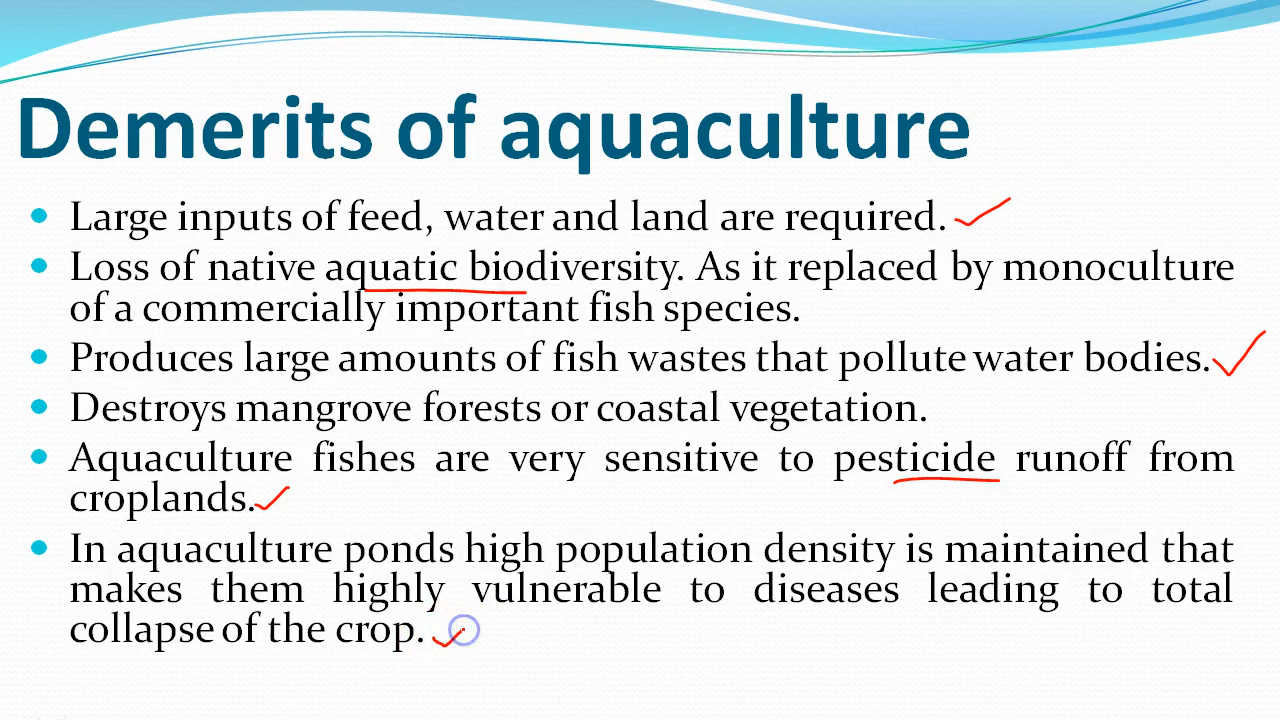 Demerits of aquaculture
• Large inputs of feed, water and land are required.
• Loss of native aquatic biodiversity. As it replaced by monoculture
of a commercially important fish species.
• Produces large amounts of fish wastes that pollute water bodies.
• Destroys mangrove forests or coastal vegetation.
• Aquaculture fishes are very sensitive to pesticide runoff from
croplands.
• In aquaculture ponds high population density is maintained that
makes them highly vulnerable to diseases leading to total
collapse of the crop.